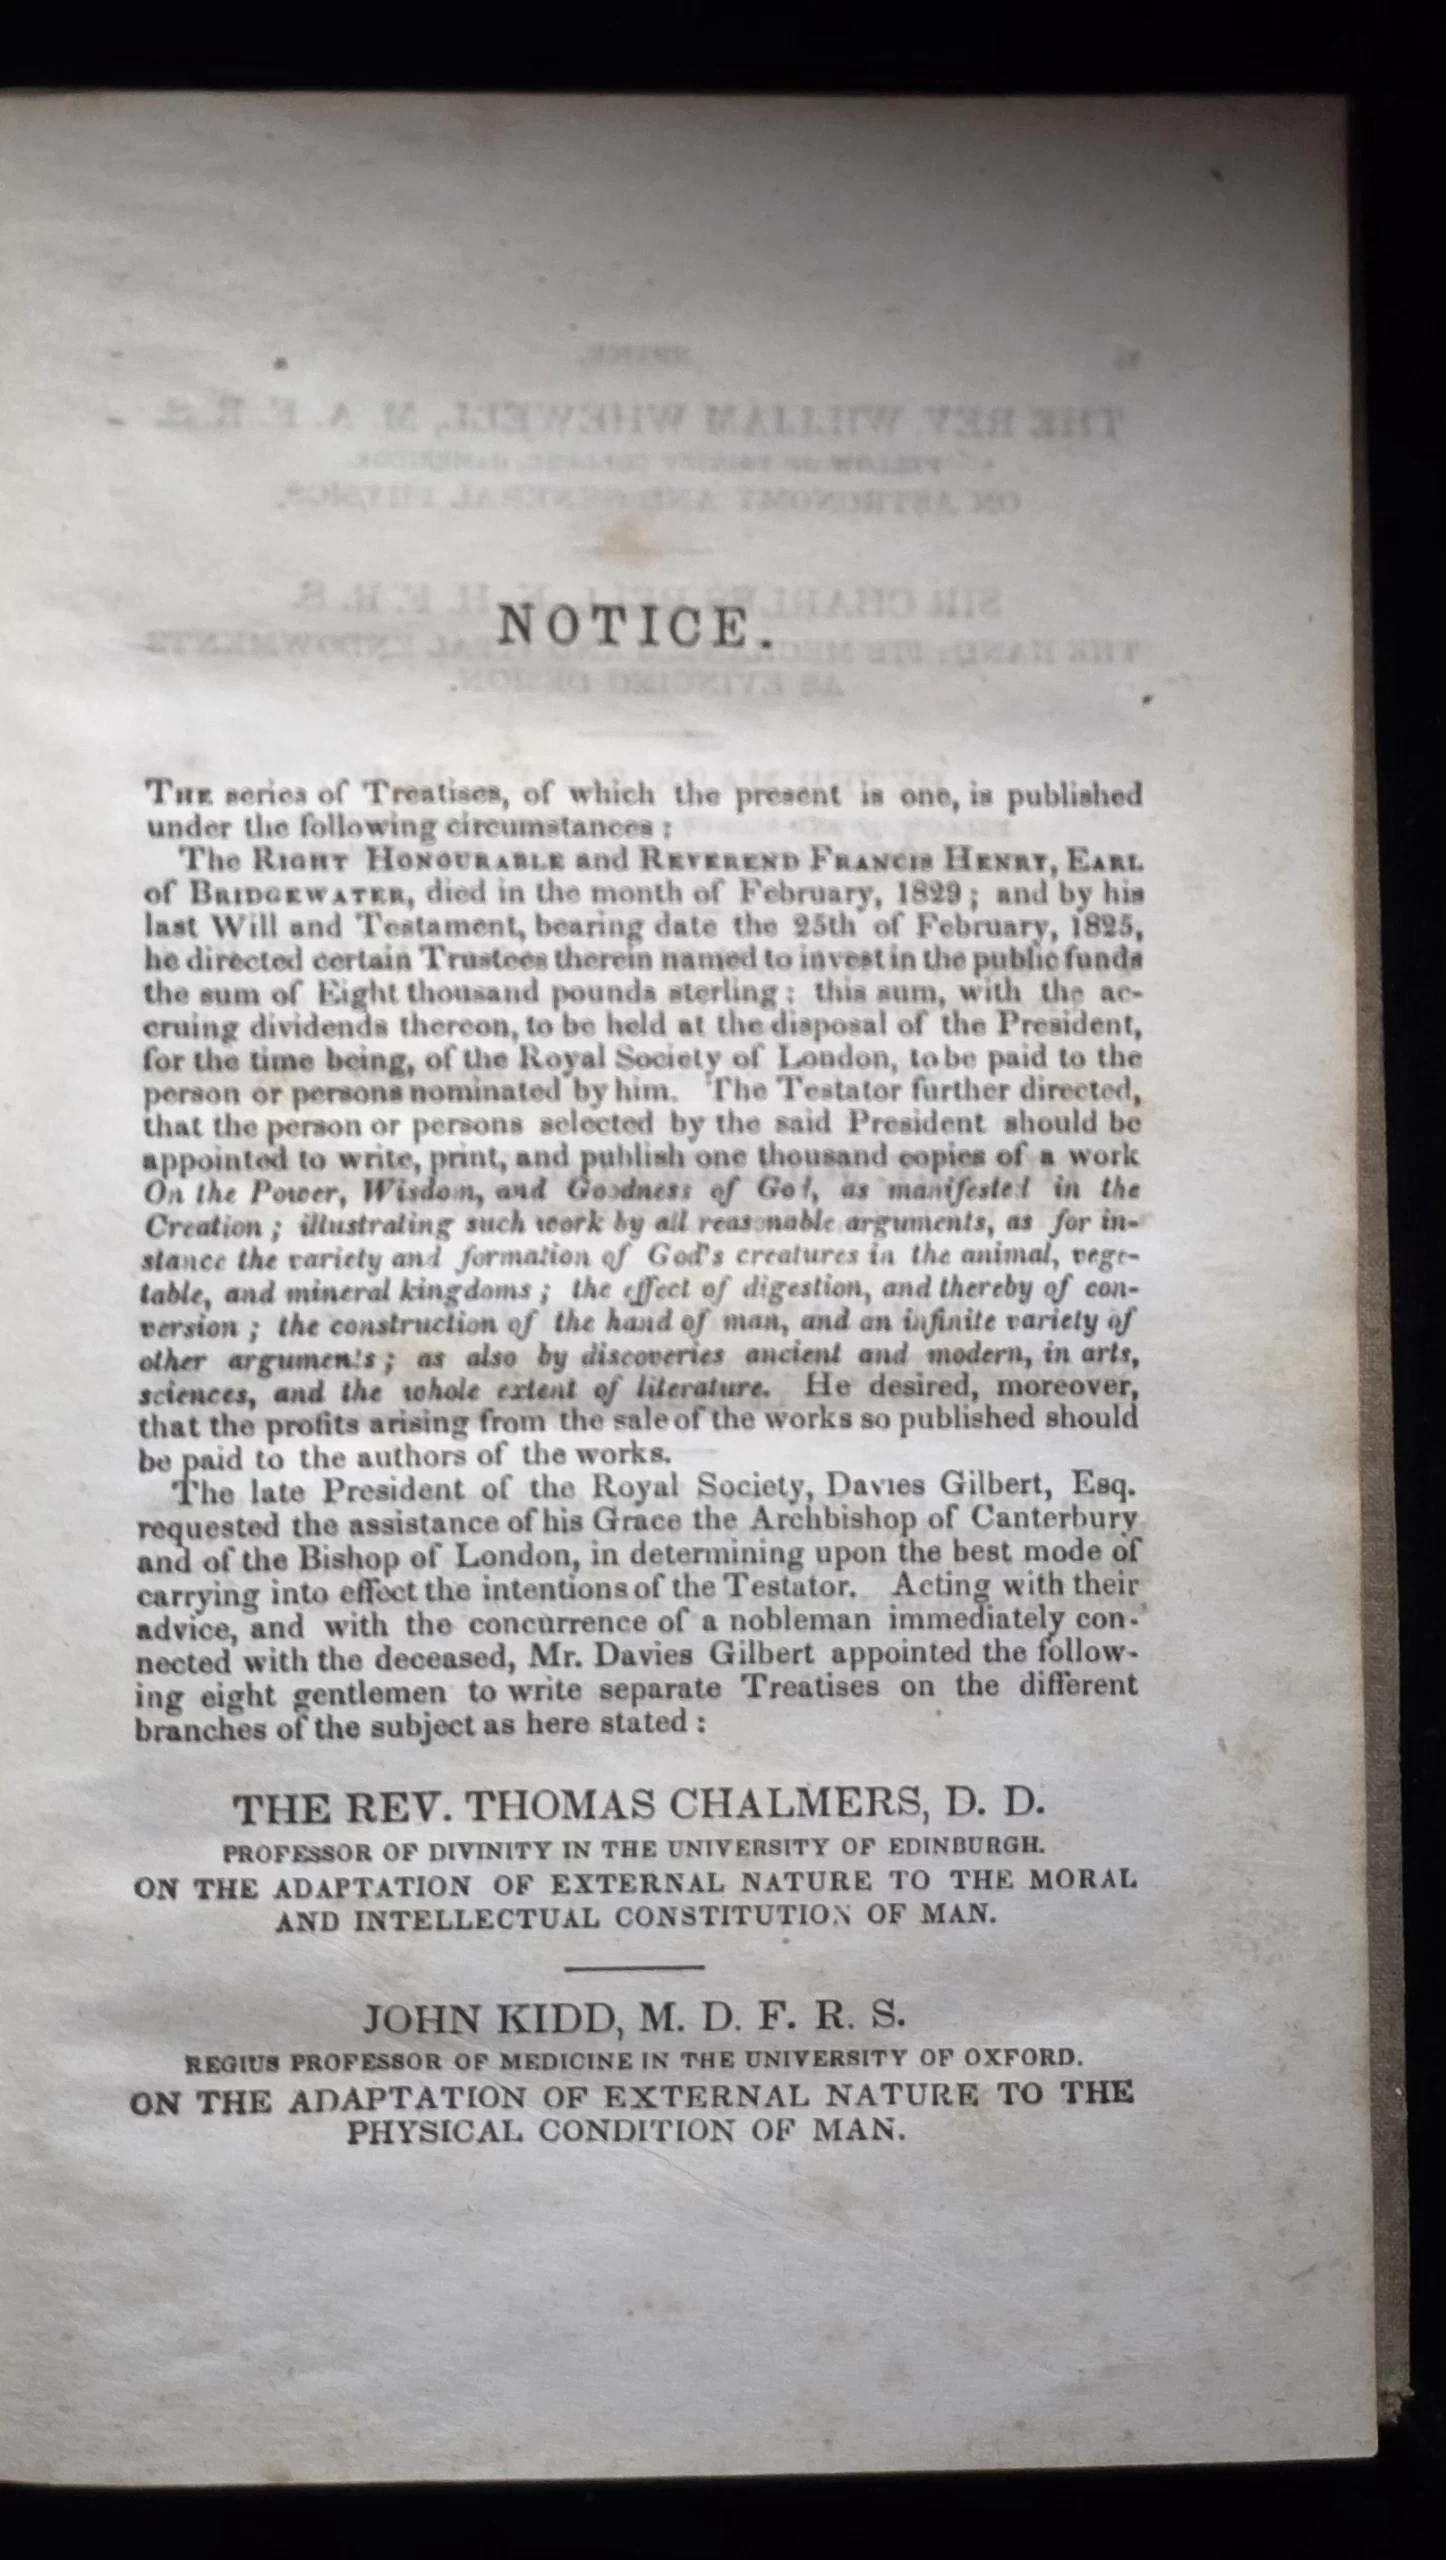 NOTICE.
THE series of Treatises, of which the present is one, is published
under the following circumstances:
The RIGHT HONOURABLE and REVEREND FRANCIS HENRY, EARL
of BRIDGEWATER, died in the month of February, 1829; and by his
last Will and Testament, bearing date the 25th of February, 1825,
he directed certain Trustees therein named to invest in the public funds
the sum of Eight thousand pounds sterling: this sum, with the ac-
cruing dividends thereon, to be held at the disposal of the President,
for the time being, of the Royal Society of London, to be paid to the
person or persons nominated by him. The Testator further directed,
that the person or persons selected by the said President should be
appointed to write, print, and publish one thousand copies of a work
On the Power, Wisdom, and Goodness of God, as manifested in the
Creation; illustrating such work by all reasonable arguments, as for in-
stance the variety and formation of God's creatures in the animal, vege-
table, and mineral kingdoms; the effect of digestion, and thereby of con-
version; the construction of the hand of man, and an infinite variety of
other arguments; as also by discoveries ancient and modern, in arts,
sciences, and the whole extent of literature. He desired, moreover,
that the profits arising from the sale of the works so published should
be paid to the authors of the works.
The late President of the Royal Society, Davies Gilbert, Esq.
requested the assistance of his Grace the Archbishop of Canterbury
and of the Bishop of London, in determining upon the best mode of
carrying into effect the intentions of the Testator. Acting with their
advice, and with the concurrence of a nobleman immediately con-
nected with the deceased, Mr. Davies Gilbert appointed the follow-
ing eight gentlemen to write separate Treatises on the different
branches of the subject as here stated:
THE REV. THOMAS CHALMERS, D. D.
PROFESSOR OF DIVINITY IN THE UNIVERSITY OF EDINBURGH.
ON THE ADAPTATION OF EXTERNAL NATURE TO THE MORAL
AND INTELLECTUAL CONSTITUTION OF MAN.
JOHN KIDD, M. D. F. R. S.
REGIUS PROFESSOR OF MEDICINE IN THE UNIVERSITY OF OXFORD.
ON THE ADAPTATION OF EXTERNAL NATURE TO THE
PHYSICAL CONDITION OF MAN.